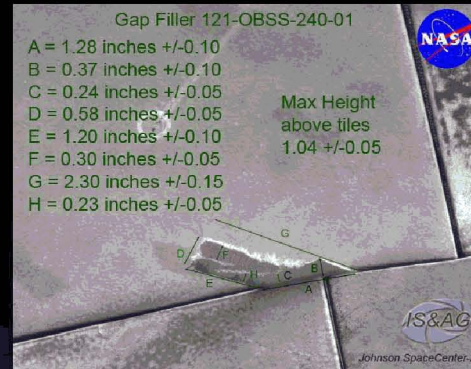 Gap Filler 121-OBSS-240-01
NASA
A = 1.28 inches +/-0.10
B = 0.37 inches +/-0.10
C = 0.24 inches +/-0.05
D = 0.58 inches +/-0.05
E = 1.20 inches +/-0.10
F = 0.30 inches +/-0.05
G = 2.30 inches +/-0.15
H = 0.23 inches +/-0.05
Max Height
above tiles
1.04 +/-0.05
G
D
F
B
E
H
C
A
IS&AG
Johnson SpaceCenter-